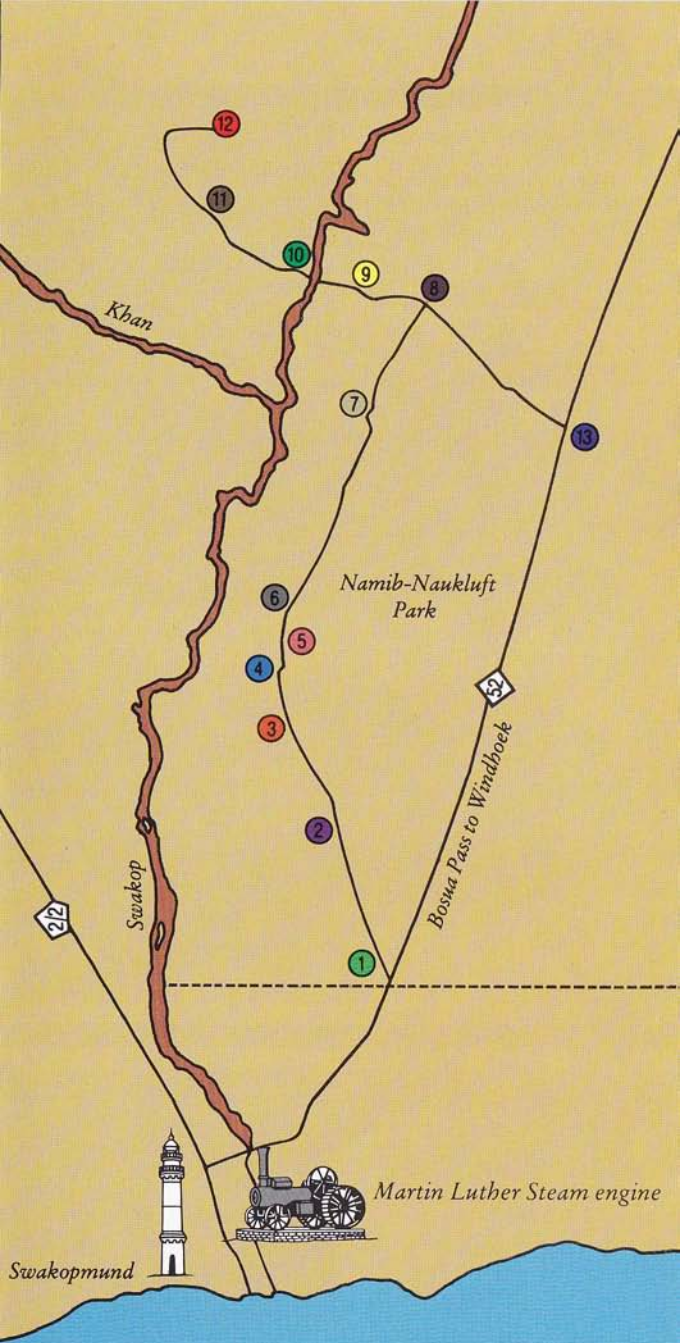 12
11
10
9
8
Khan
7
13
Namib-Naukluft
Park
6
5
4
52
3
Bosua Pass to Windhoek
2
Swakop
2/2
1
Martin Luther Steam engine
Swakopmund